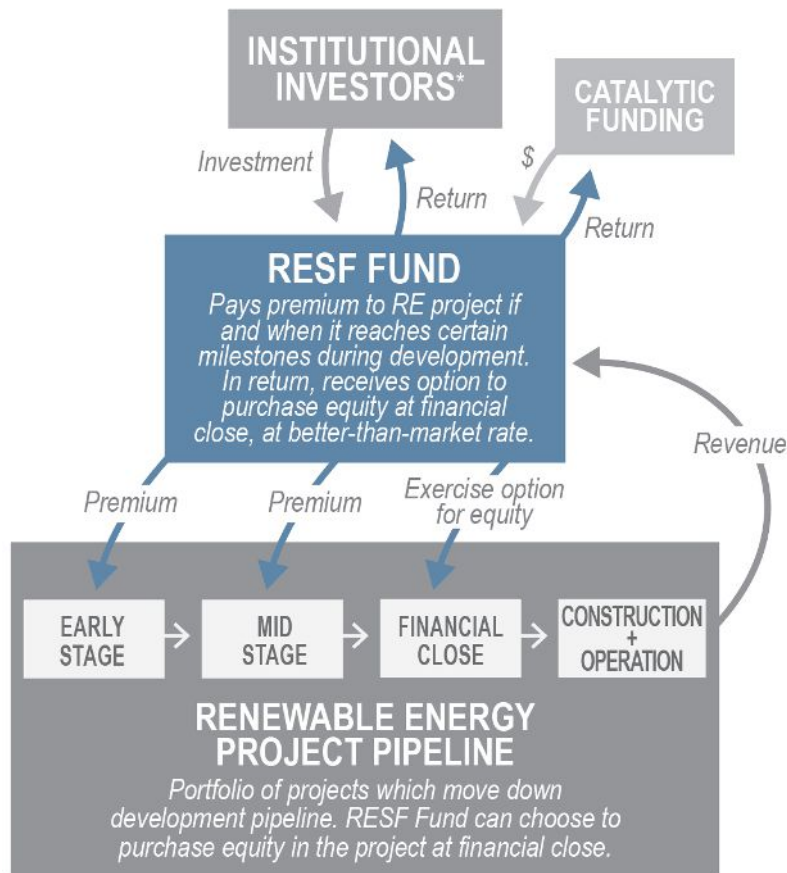 INSTITUTIONAL
INVESTORS*
CATALYTIC
FUNDING
Investment
$
Return
Return
RESF FUND
Pays premium to RE project if
and when it reaches certain
milestones during development.
In return, receives option to
purchase equity at financial
close, at better-than-market rate.
Revenue
Premium
Premium
Exercise option
for equity
EARLY
STAGE
MID
STAGE
FINANCIAL
CLOSE
CONSTRUCTION
+
OPERATION
RENEWABLE ENERGY
PROJECT PIPELINE
Portfolio of projects which move down
development pipeline. RESF Fund can choose to
purchase equity in the project at financial close.